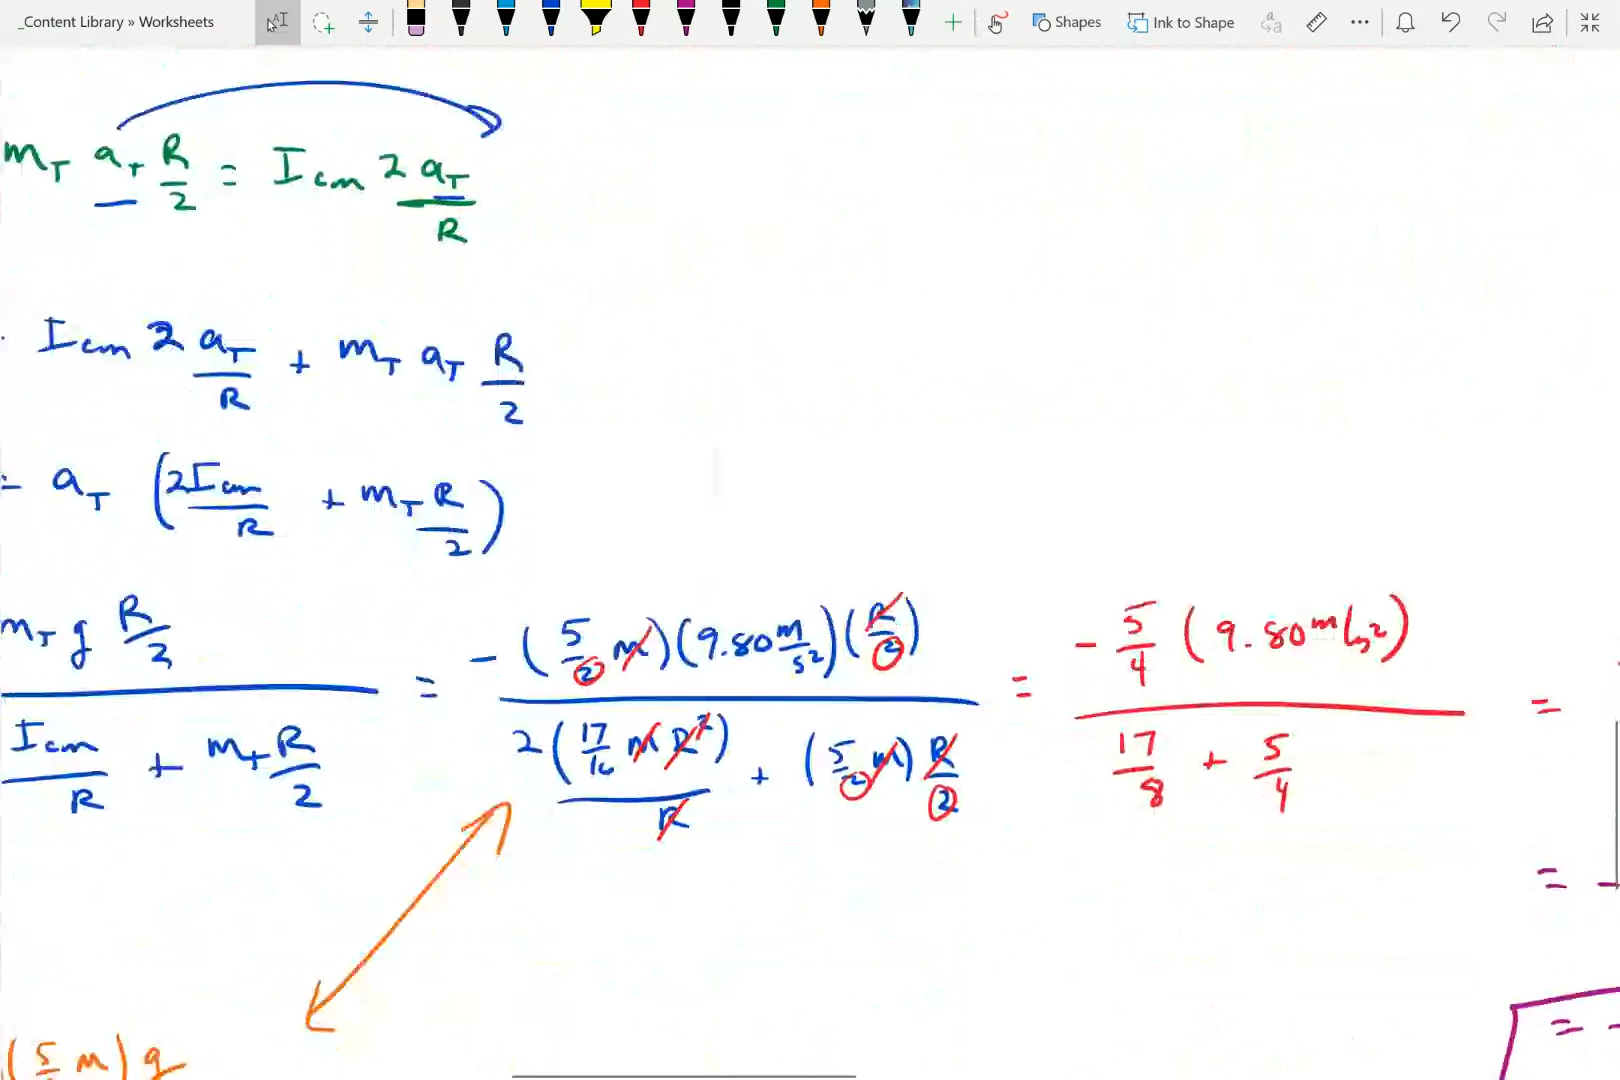 _Content Library » Worksheets
Shapes
Ink to Shape
m_T a_T R/2 = I_cm 2 a_T/R
I_cm 2 a_T/R + m_T a_T R/2
= a_T (2I_cm/R + m_T R/2)
m_T g R/2 / (I_cm/R + m_T R/2) = -(5/2 m)(9.80 m/s²)(R/2) / (2(17/16 m R²)/R + (5/2 m) R/2) = -5/4 (9.80 m/s²) / (17/8 + 5/4) =
= -
= -
(5/ m) g